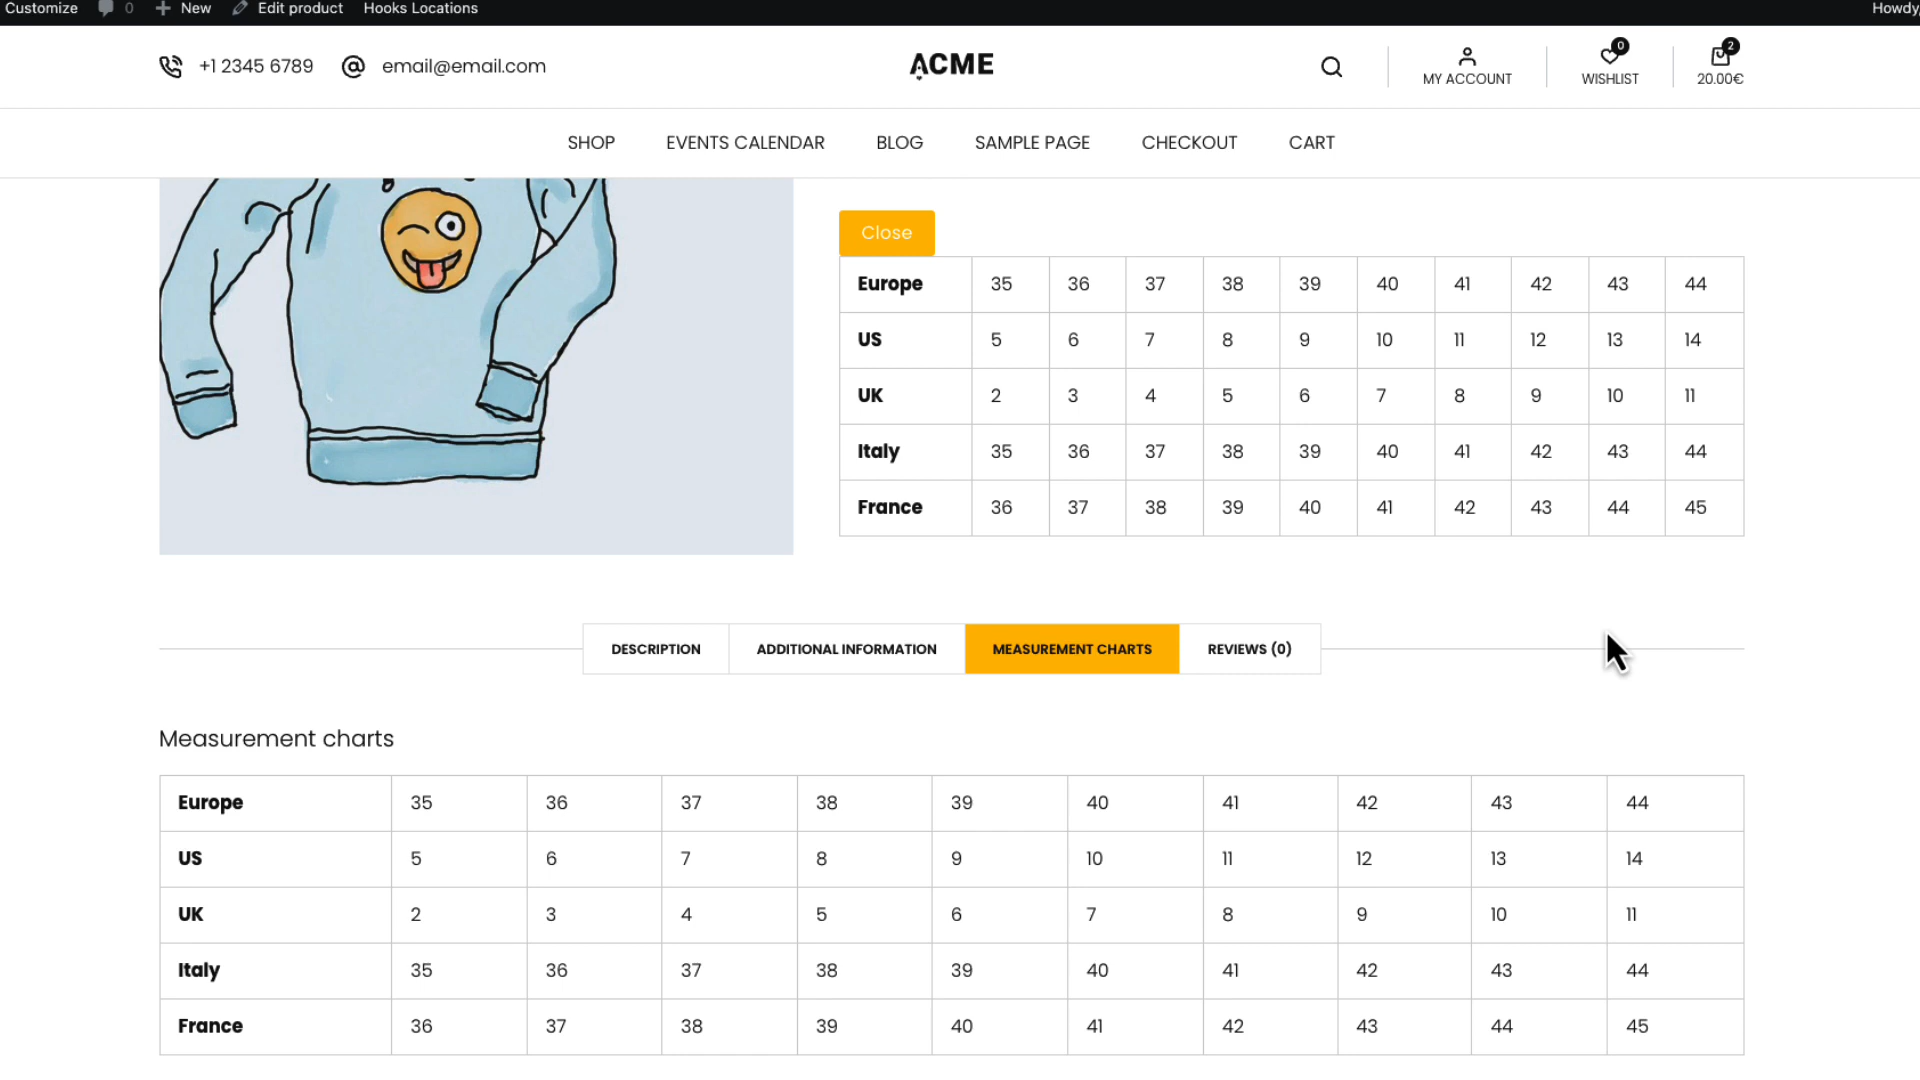 Customize 0 New Edit product Hooks Locations Howdy,
+1 2345 6789 email@email.com ACME MY ACCOUNT 0 WISHLIST 2 20.00€
SHOP EVENTS CALENDAR BLOG SAMPLE PAGE CHECKOUT CART
Close
Europe 35 36 37 38 39 40 41 42 43 44
US 5 6 7 8 9 10 11 12 13 14
UK 2 3 4 5 6 7 8 9 10 11
Italy 35 36 37 38 39 40 41 42 43 44
France 36 37 38 39 40 41 42 43 44 45
DESCRIPTION ADDITIONAL INFORMATION MEASUREMENT CHARTS REVIEWS (0)
Measurement charts
Europe 35 36 37 38 39 40 41 42 43 44
US 5 6 7 8 9 10 11 12 13 14
UK 2 3 4 5 6 7 8 9 10 11
Italy 35 36 37 38 39 40 41 42 43 44
France 36 37 38 39 40 41 42 43 44 45